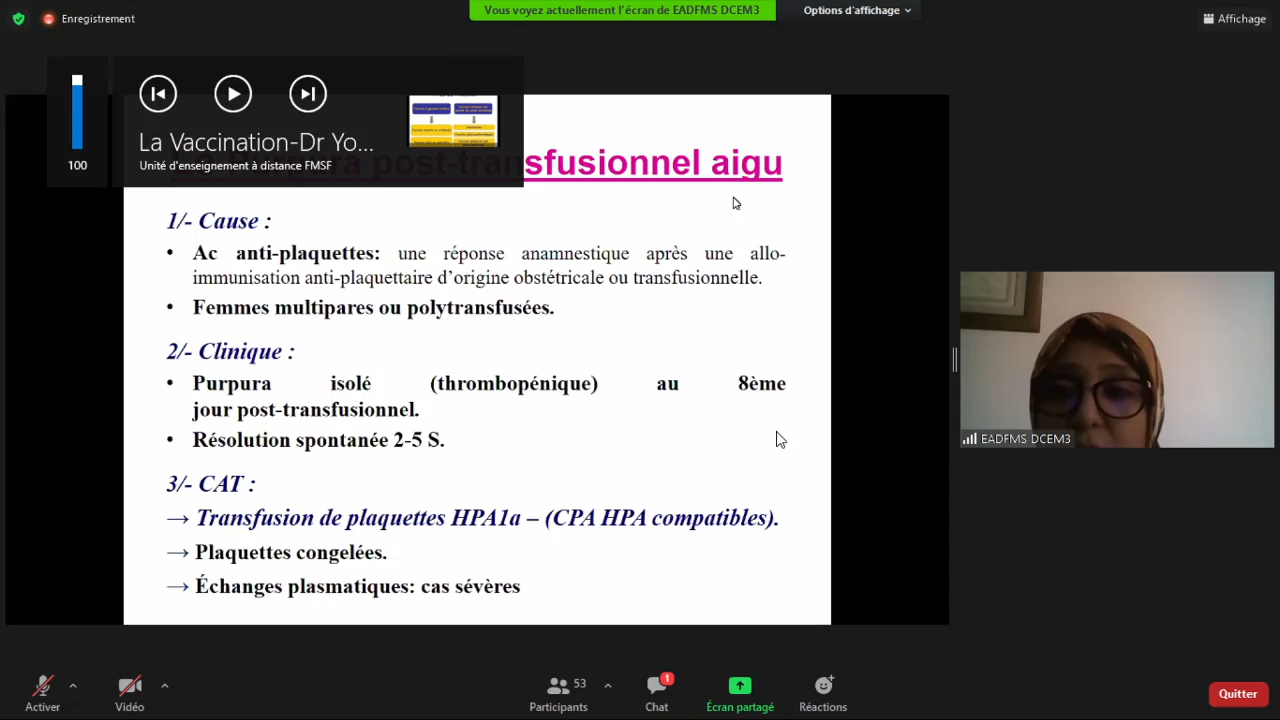 Enregistrement
Vous voyez actuellement l'écran de EADFMS DCEM3
Options d'affichage
Affichage
La Vaccination-Dr Yo...
Unité d'enseignement à distance FMSF
100
post-transfusionnel aigu
1/- Cause :
• Ac anti-plaquettes: une réponse anamnestique après une allo-
immunisation anti-plaquettaire d'origine obstétricale ou transfusionnelle.
• Femmes multipares ou polytransfusées.
2/- Clinique :
• Purpura isolé (thrombopénique) au 8ème
jour post-transfusionnel.
• Résolution spontanée 2-5 S.
3/- CAT :
→ Transfusion de plaquettes HPA1a – (CPA HPA compatibles).
→ Plaquettes congelées.
→ Échanges plasmatiques: cas sévères
EADFMS DCEM3
Activer
Vidéo
53
Participants
1
Chat
Écran partagé
Réactions
Quitter